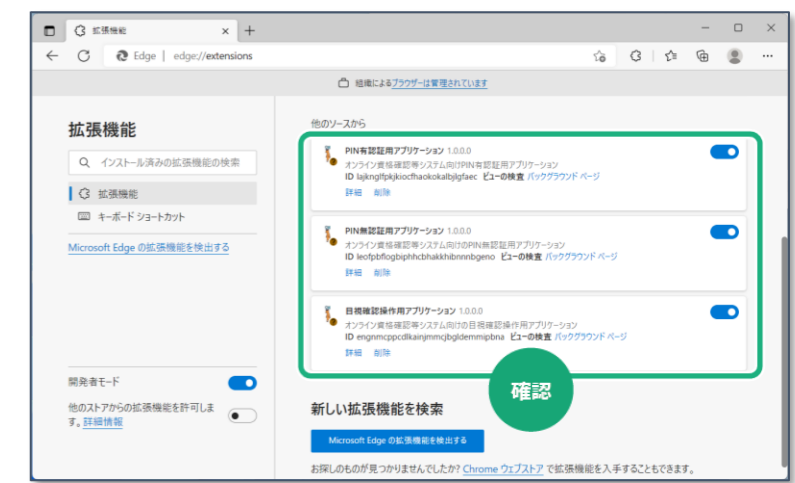 拡張機能
Edge | edge://extensions
組織によるブラウザーは管理されています
拡張機能
インストール済みの拡張機能の検索
拡張機能
キーボード ショートカット
Microsoft Edge の拡張機能を検出する
開発者モード
他のストアからの拡張機能を許可しま
す。詳細情報
他のソースから
PIN有認証用アプリケーション 1.0.0.0
オンライン資格確認等システム向けPIN有認証用アプリケーション
ビューの検査 バックグラウンド ページ
詳細 削除
PIN無認証用アプリケーション 1.0.0.0
オンライン資格確認等システム向けのPIN無認証用アプリケーション
ビューの検査 バックグラウンド ページ
詳細 削除
目視確認操作用アプリケーション 1.0.0.0
オンライン資格確認等システム向けの目視確認操作用アプリケーション
ID engnmcppcdlkainjmmcjbgldemmipbna ビューの検査 バックグラウンド ページ
詳細 削除
確認
新しい拡張機能を検索
Microsoft Edge の拡張機能を検出する
お探しのものが見つかりませんでしたか? Chrome ウェブストア で拡張機能を入手することもできます。